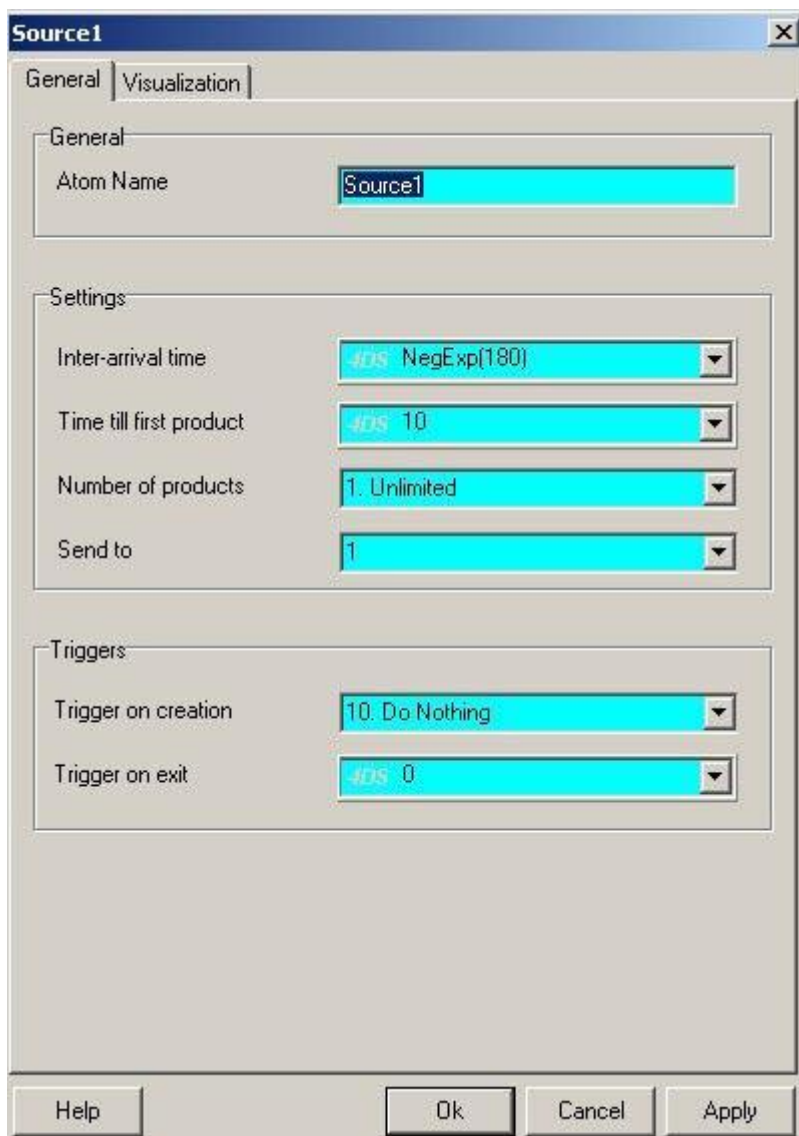 Source1
General Visualization
General
Atom Name Source1
Settings
Inter-arrival time 4DS NegExp(180)
Time till first product 4DS 10
Number of products 1. Unlimited
Send to 1
Triggers
Trigger on creation 10. Do Nothing
Trigger on exit 4DS 0
Help Ok Cancel Apply